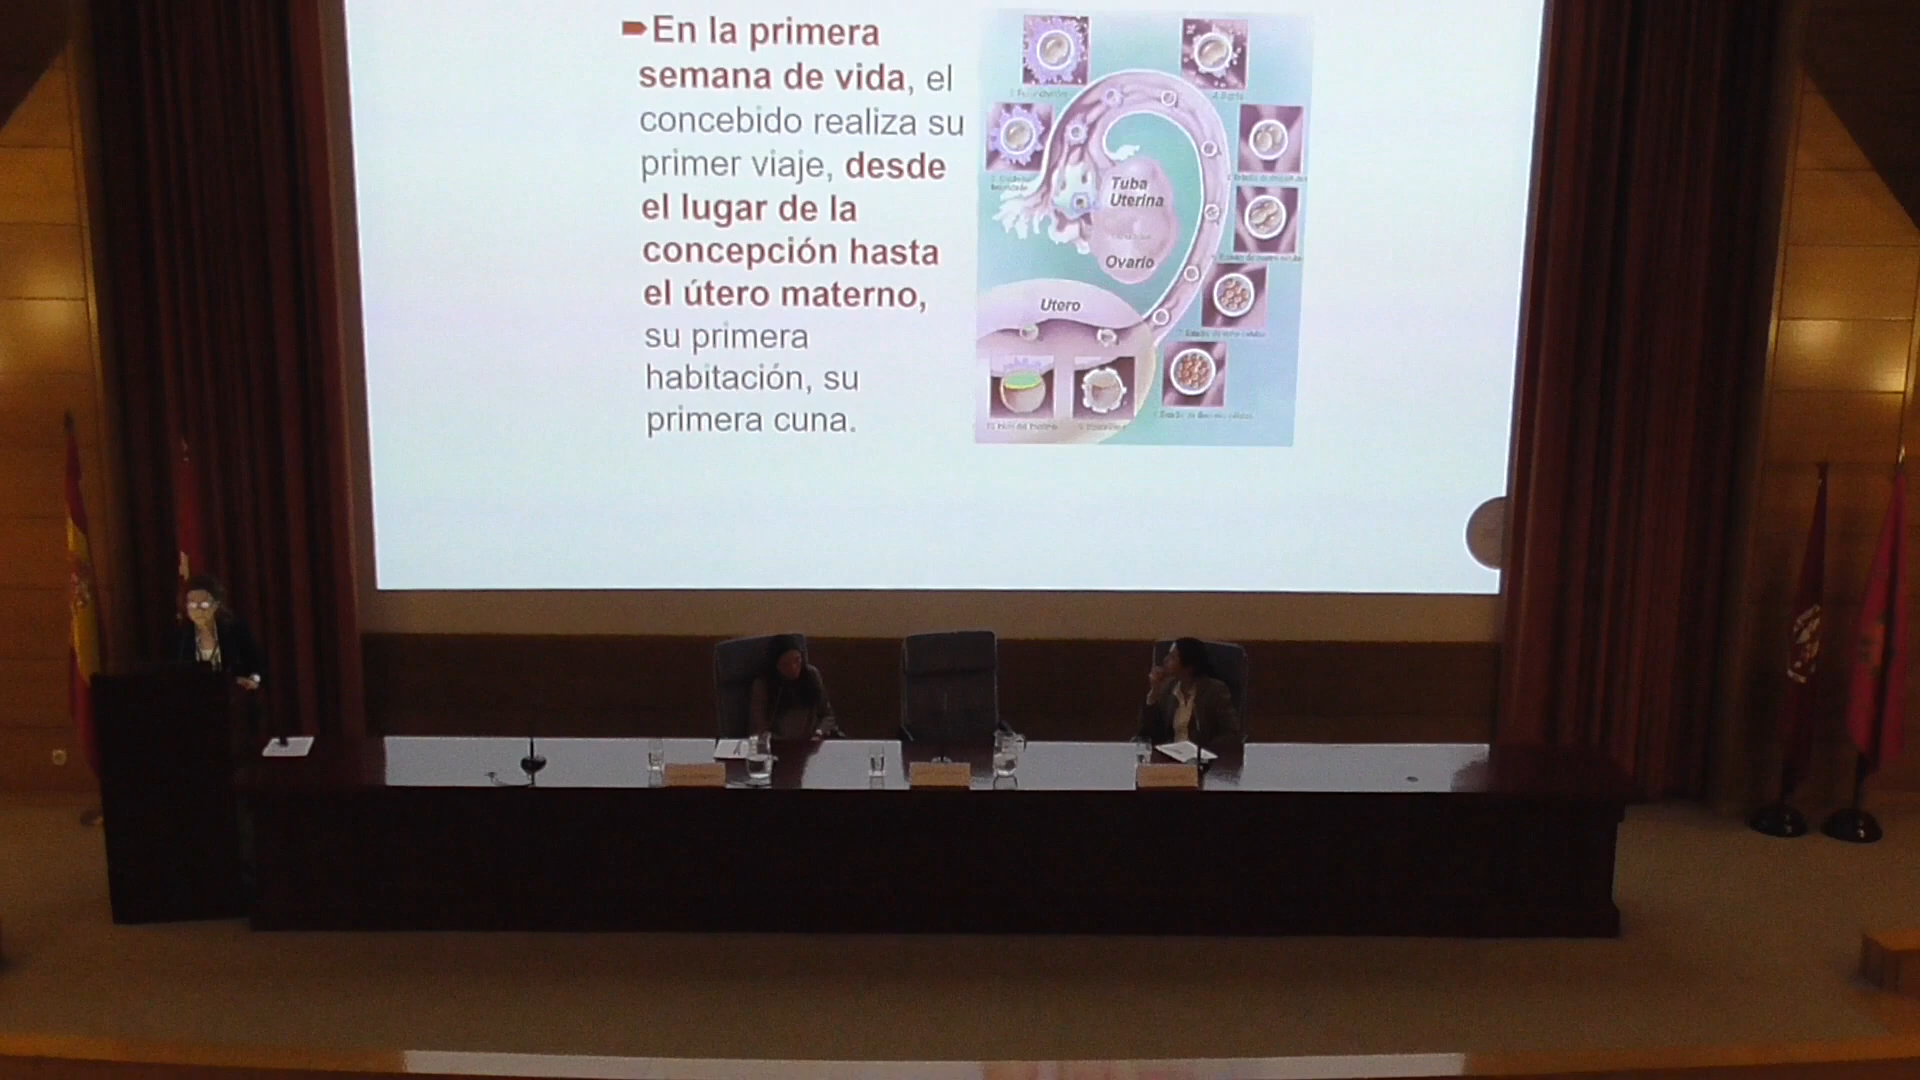 En la primera
semana de vida, el
concebido realiza su
primer viaje, desde
el lugar de la
concepción hasta
el útero materno,
su primera
habitación, su
primera cuna.
Tuba
Uterina
Ovario
Utero